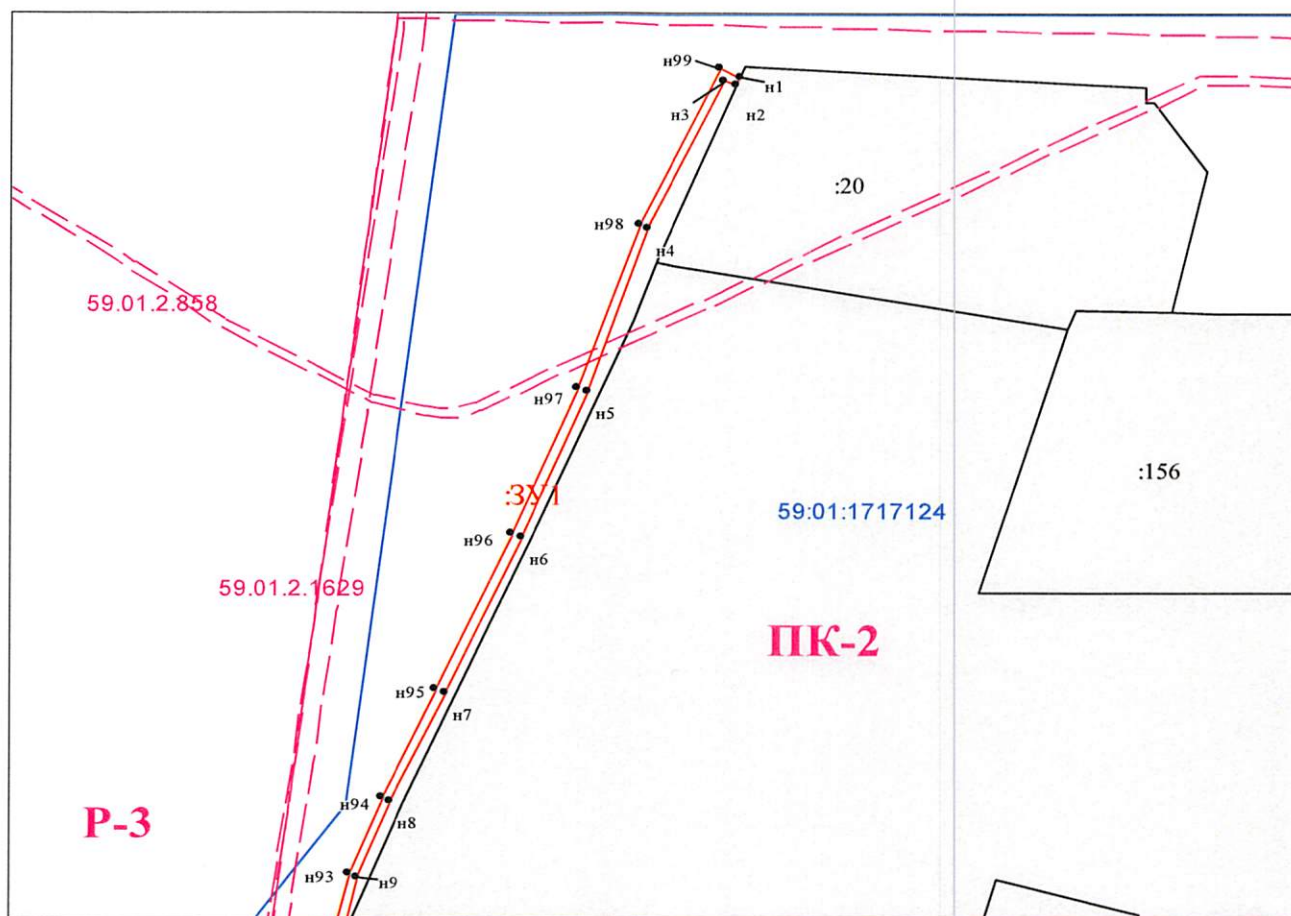 н99
н1
н3
н2
:20
н98
н4
59.01.2.858
н97
н5
:ЗУ1
:156
59:01:1717124
н96
н6
59.01.2.1629
ПК-2
н95
н7
н94
н8
Р-3
н93
н9